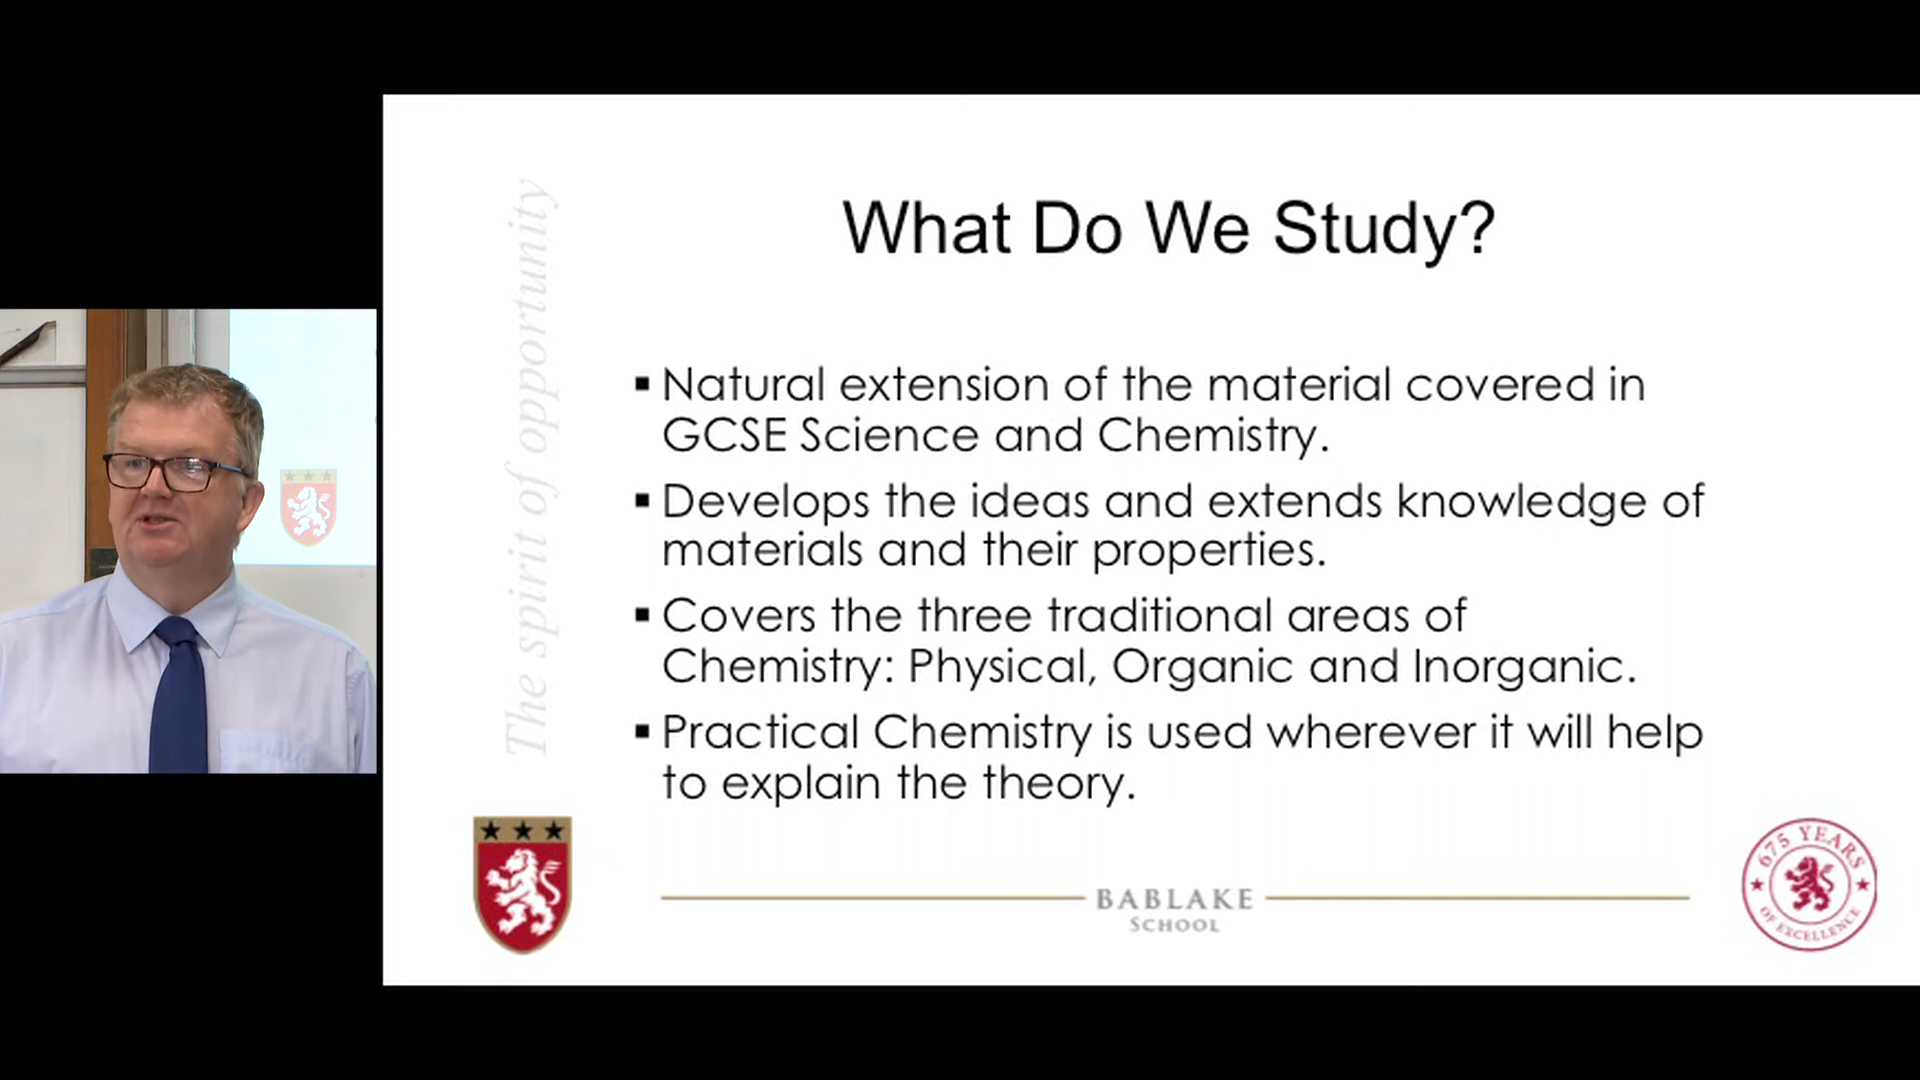 What Do We Study?
The spirit of opportunity
▪ Natural extension of the material covered in
GCSE Science and Chemistry.
▪ Develops the ideas and extends knowledge of
materials and their properties.
▪ Covers the three traditional areas of
Chemistry: Physical, Organic and Inorganic.
▪ Practical Chemistry is used wherever it will help
to explain the theory.
BABLAKE
SCHOOL
675 YEARS
OF EXCELLENCE